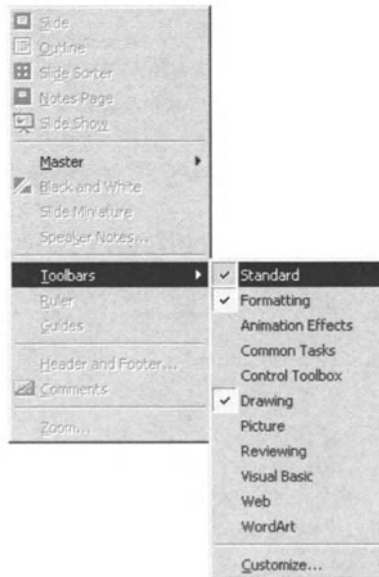 Slide
Outline
Slide Sorter
Notes Page
Slide Show
Master
Black and White
Slide Miniature
Speaker Notes...
Toolbars
Ruler
Guides
Header and Footer...
Comments
Zoom...
Standard
Formatting
Animation Effects
Common Tasks
Control Toolbox
Drawing
Picture
Reviewing
Visual Basic
Web
WordArt
Customize...